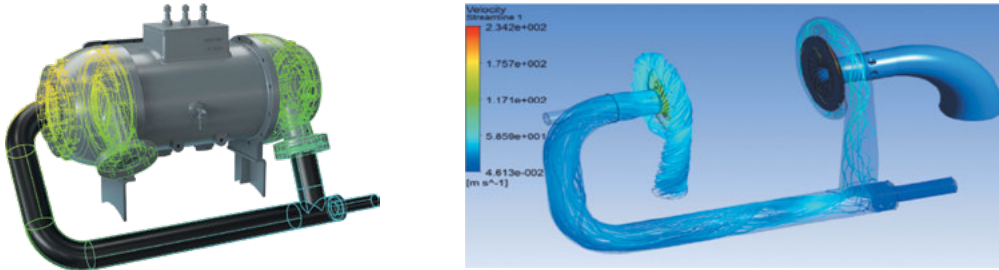 Velocity
Streamline 1
2.342e+002
1.757e+002
1.171e+002
5.859e+001
4.613e-002
[m s^-1]